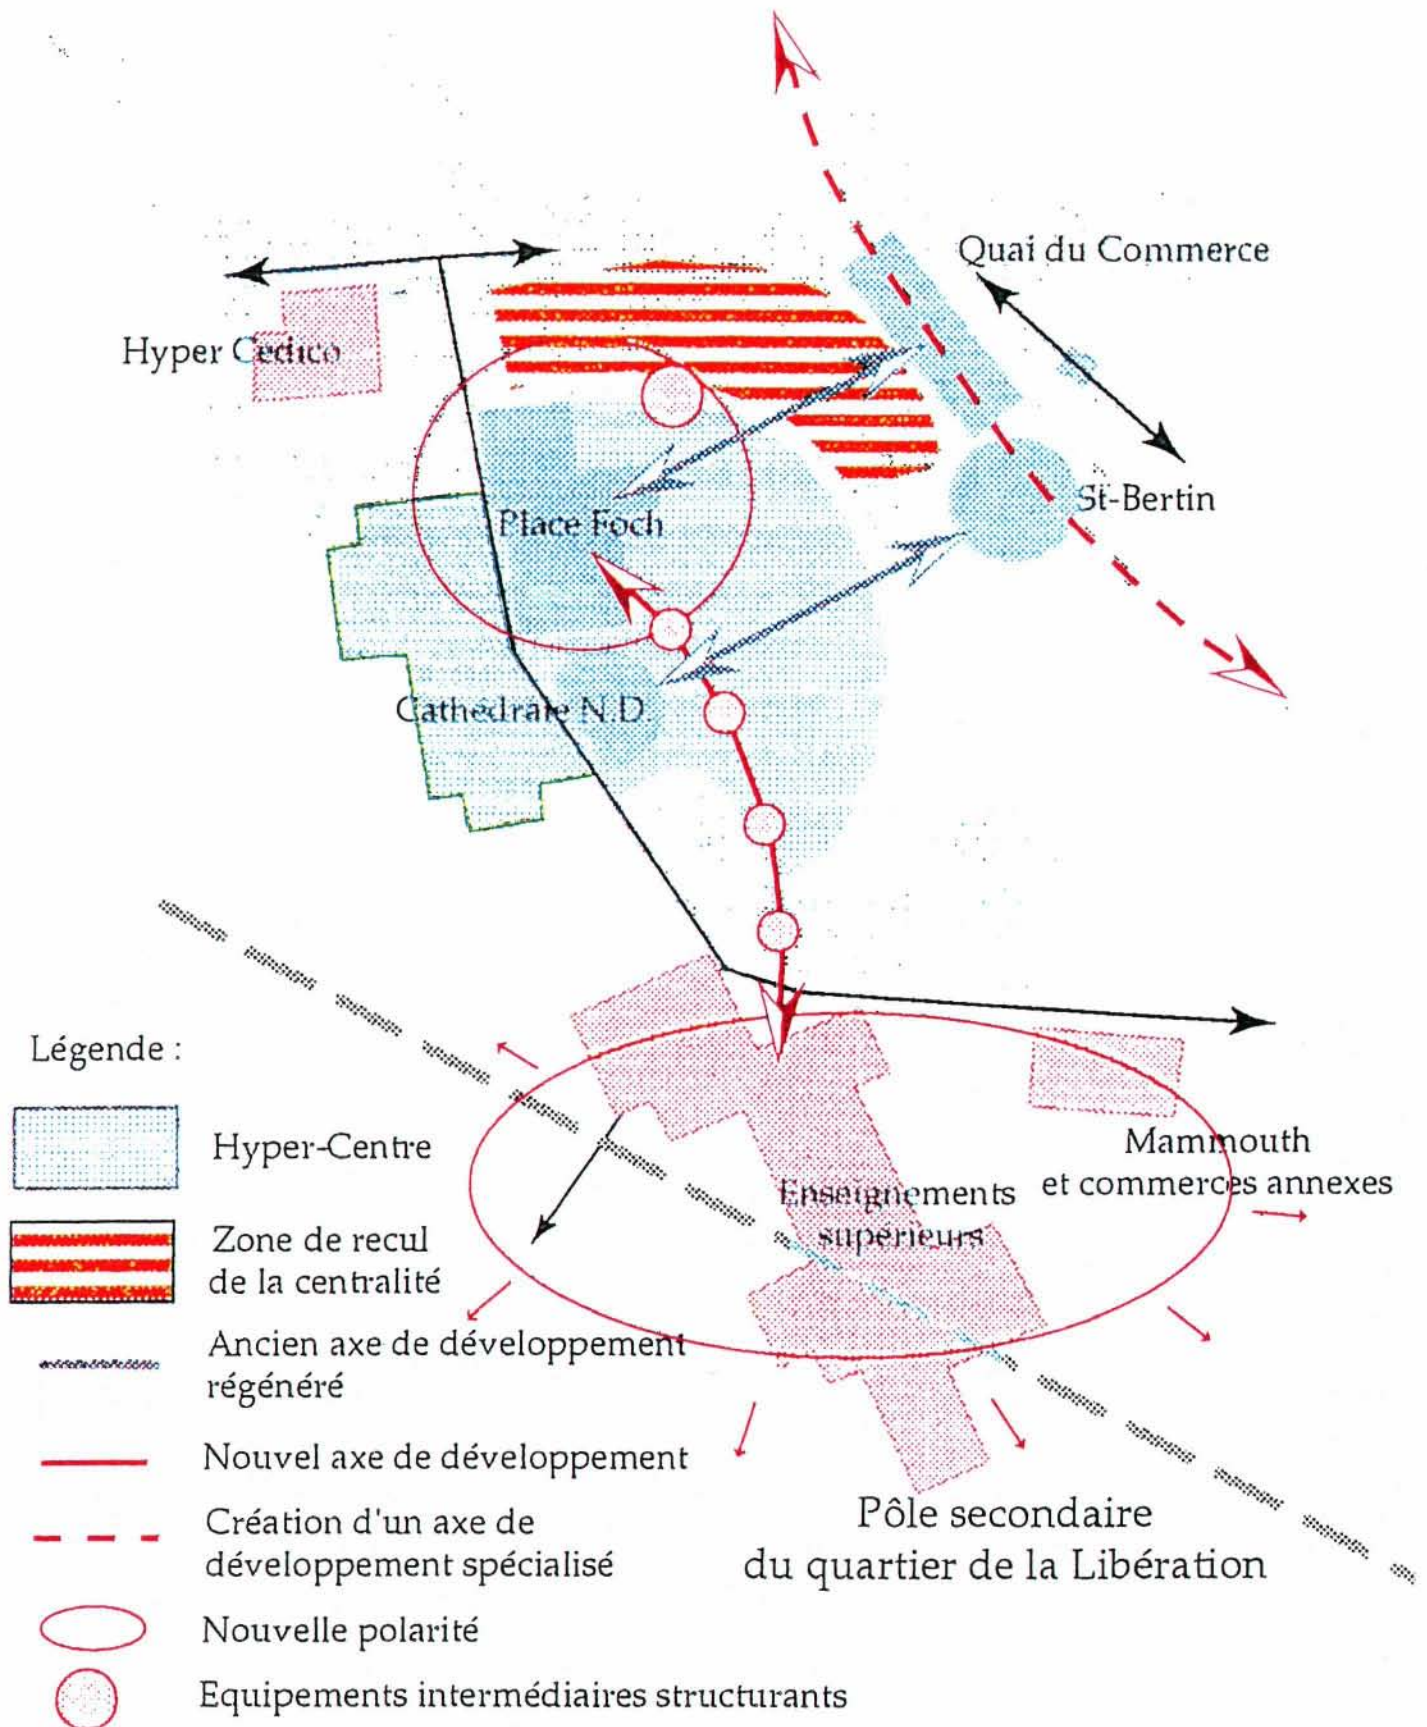 Quai du Commerce
Hyper Cedico
St-Bertin
Place Foch
Cathédrale N.D.
Légende :
Hyper-Centre
Mammouth
et commerces annexes
Enseignements
supérieurs
Zone de recul
de la centralité
Ancien axe de développement
régénéré
Nouvel axe de développement
Création d'un axe de
développement spécialisé
Pôle secondaire
du quartier de la Libération
Nouvelle polarité
Equipements intermédiaires structurants